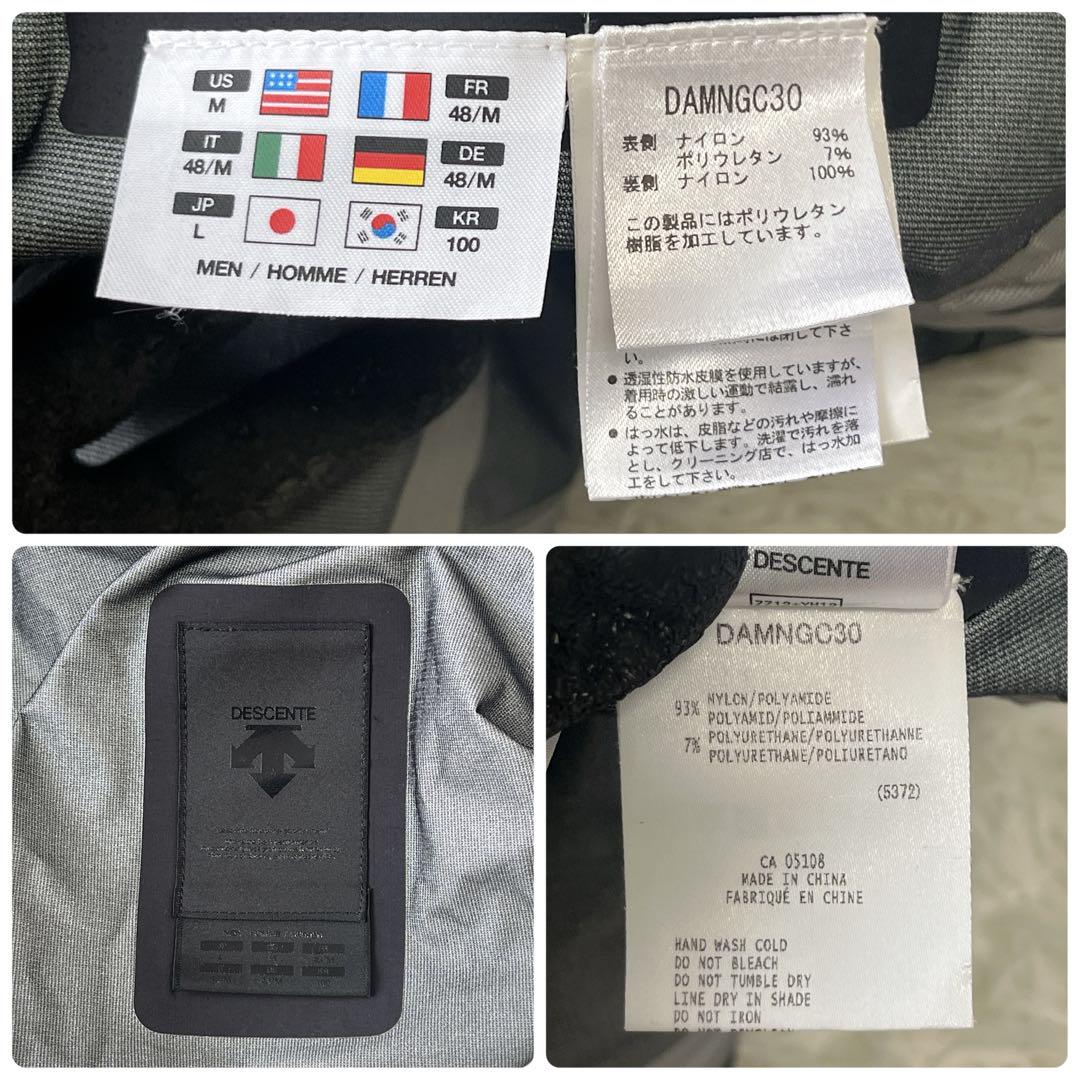 US
M
FR
48/M
IT
48/M
DE
48/M
JP
L
KR
100
MEN / HOMME / HERREN
DAMNGC30
表側 ナイロン 93%
ポリウレタン 7%
裏側 ナイロン 100%
この製品にはポリウレタン
樹脂を加工しています。
は閉して下さ
い。
● 透湿性防水皮膜を使用していますが、
着用時の激しい運動で結露し、濡れ
ることがあります。
● はっ水は、皮脂などの汚れや摩擦に
よって低下します。洗濯で汚れを落
とし、クリーニング店で、はっ水加
工をして下さい。
DESCENTE
DESCENTE
DAMNGC30
93% NYLON/POLYAMIDE
POLYAMID/POLIAMMIDE
7% POLYURETHANE/POLYURETHANNE
POLYURETHANE/POLIURETANO
(5372)
CA 05108
MADE IN CHINA
FABRIQUÉ EN CHINE
HAND WASH COLD
DO NOT BLEACH
DO NOT TUMBLE DRY
LINE DRY IN SHADE
DO NOT IRON